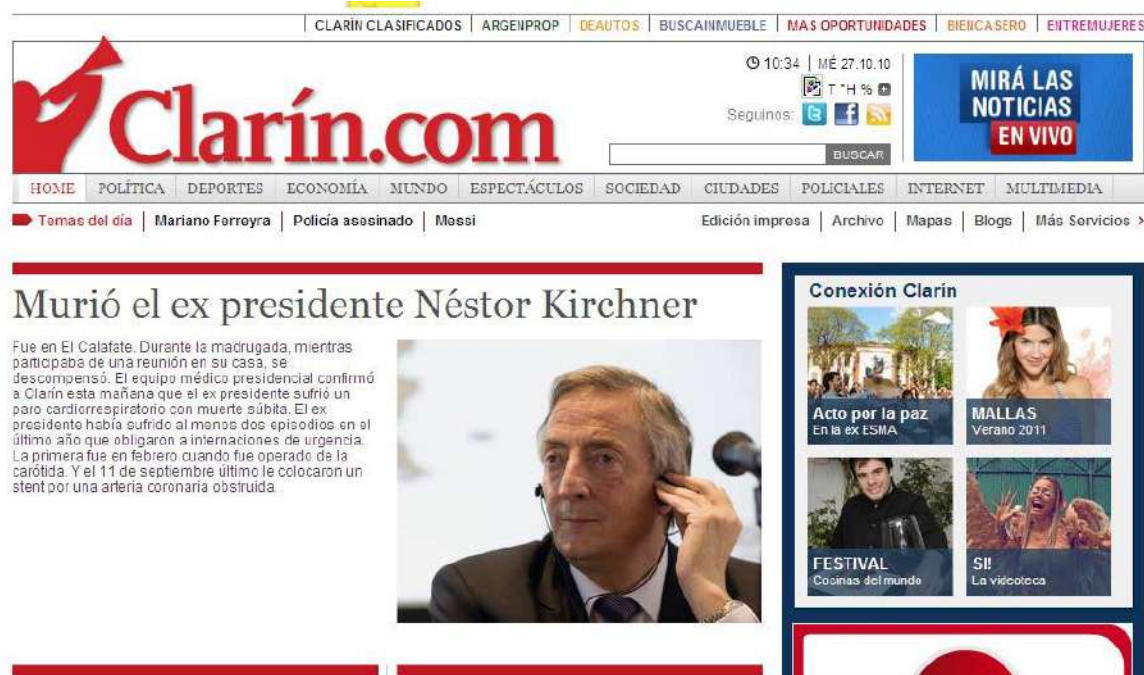 CLARÍN CLASIFICADOS | ARGENPROP | DEAUTOS | BUSCAINMUEBLE | MAS OPORTUNIDADES | BIENCASERO | ENTREMUJERES
Clarín.com
10:34 | MÉ 27.10.10
T " H %
Seguinos:
BUSCAR
MIRÁ LAS
NOTICIAS
EN VIVO
HOME POLÍTICA DEPORTES ECONOMÍA MUNDO ESPECTÁCULOS SOCIEDAD CIUDADES POLICIALES INTERNET MULTIMEDIA
Temas del día | Mariano Ferreyra | Policía asesinado | Messi
Edición impresa | Archivo | Mapas | Blogs | Más Servicios >
Murió el ex presidente Néstor Kirchner
Fue en El Calafate. Durante la madrugada, mientras
participaba de una reunión en su casa, se
descompensó. El equipo médico presidencial confirmó
a Clarín esta mañana que el ex presidente sufrió un
paro cardiorrespiratorio con muerte súbita. El ex
presidente había sufrido al menos dos episodios en el
último año que obligaron a internaciones de urgencia.
La primera fue en febrero cuando fue operado de la
carótida. Y el 11 de septiembre último le colocaron un
stent por una arteria coronaria obstruida.
Conexión Clarín
Acto por la paz
En la ex ESMA
MALLAS
Verano 2011
FESTIVAL
Cocinas del mundo
SI!
La videoteca